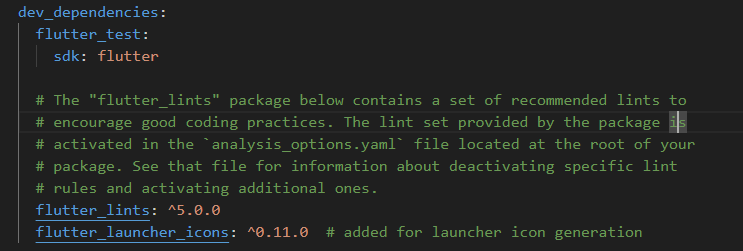 dev_dependencies:
flutter_test:
sdk: flutter
# The "flutter_lints" package below contains a set of recommended lints to
# encourage good coding practices. The lint set provided by the package is
# activated in the `analysis_options.yaml` file located at the root of your
# package. See that file for information about deactivating specific lint
# rules and activating additional ones.
flutter_lints: ^5.0.0
flutter_launcher_icons: ^0.11.0  # added for launcher icon generation